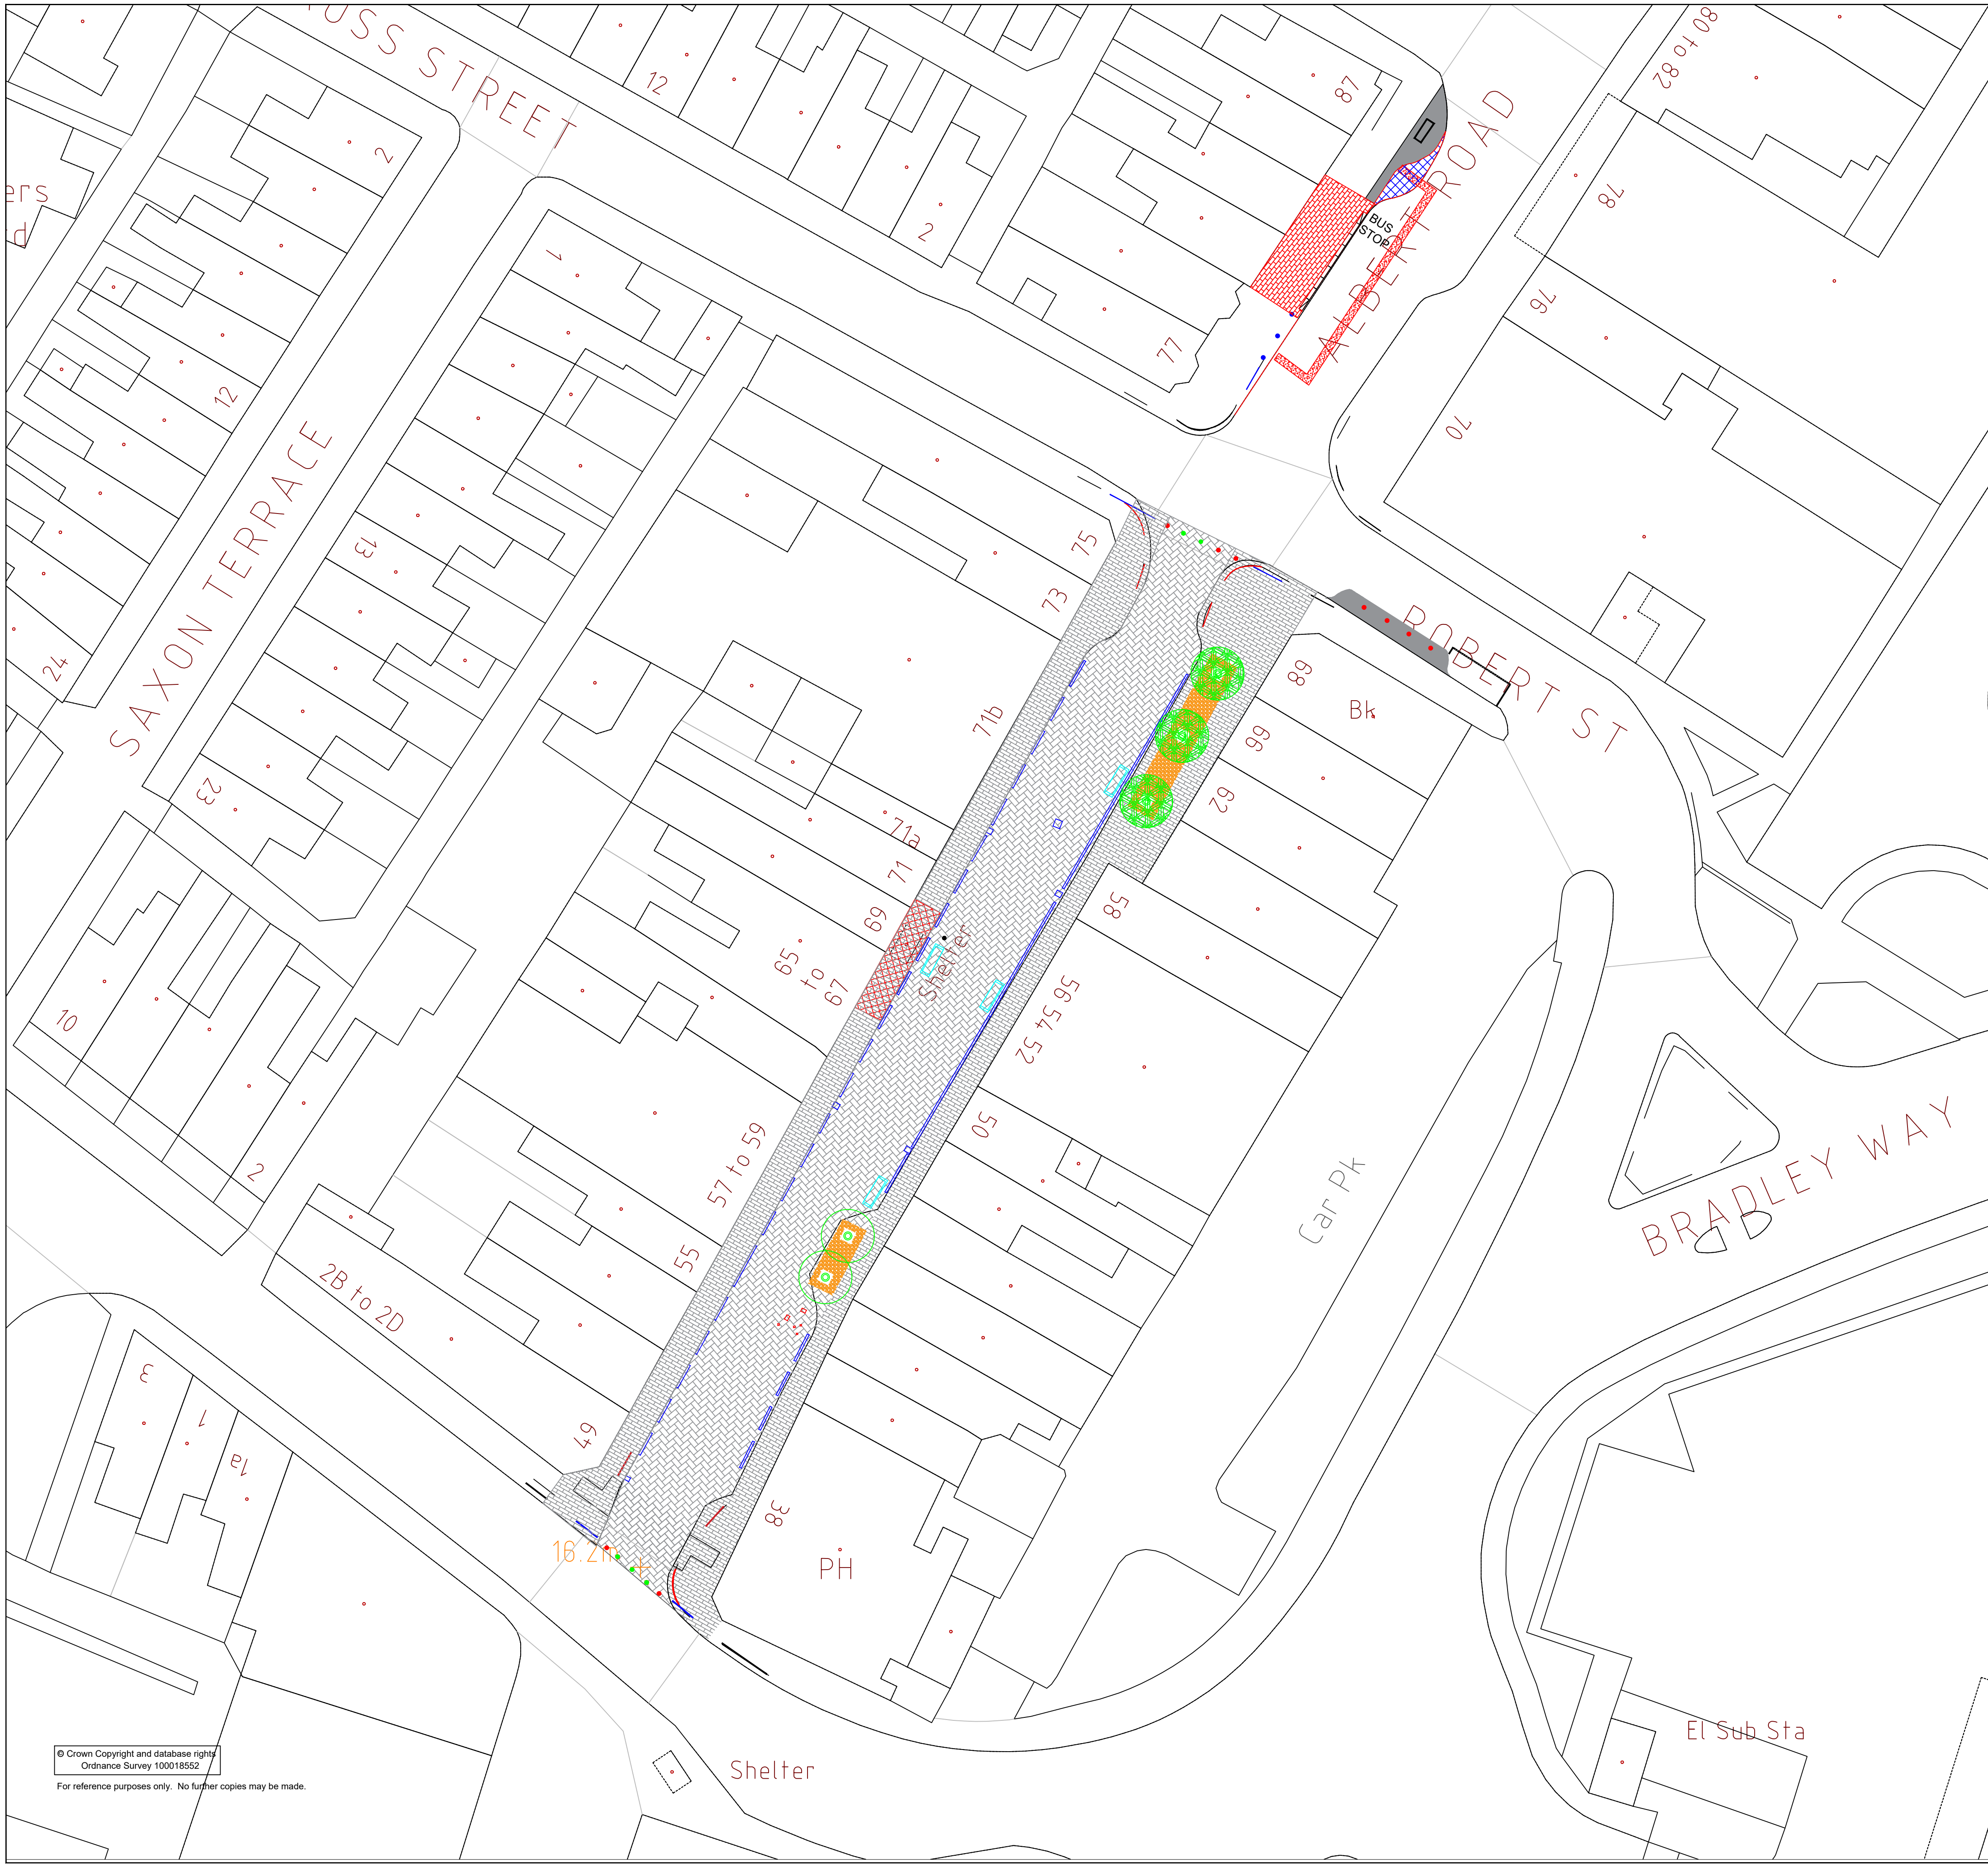 USS STREET
12
87
80 to 82
2
ers
d
2
78
BUS
STOP
ALBERT ROAD
1
76
77
12
70
SAXON TERRACE
13
75
73
ROBERT ST
24
89
Bk
71b
66
23
62
71a
71
58
69
65
to
67
Shelter
56 54 52
10
50
BRADLEY WAY
57 to 59
2
Car Pk
55
2B to 2D
3
1
49
1a
38
16.2m
PH
El Sub Sta
© Crown Copyright and database rights
Ordnance Survey 100018552
Shelter
For reference purposes only. No further copies may be made.